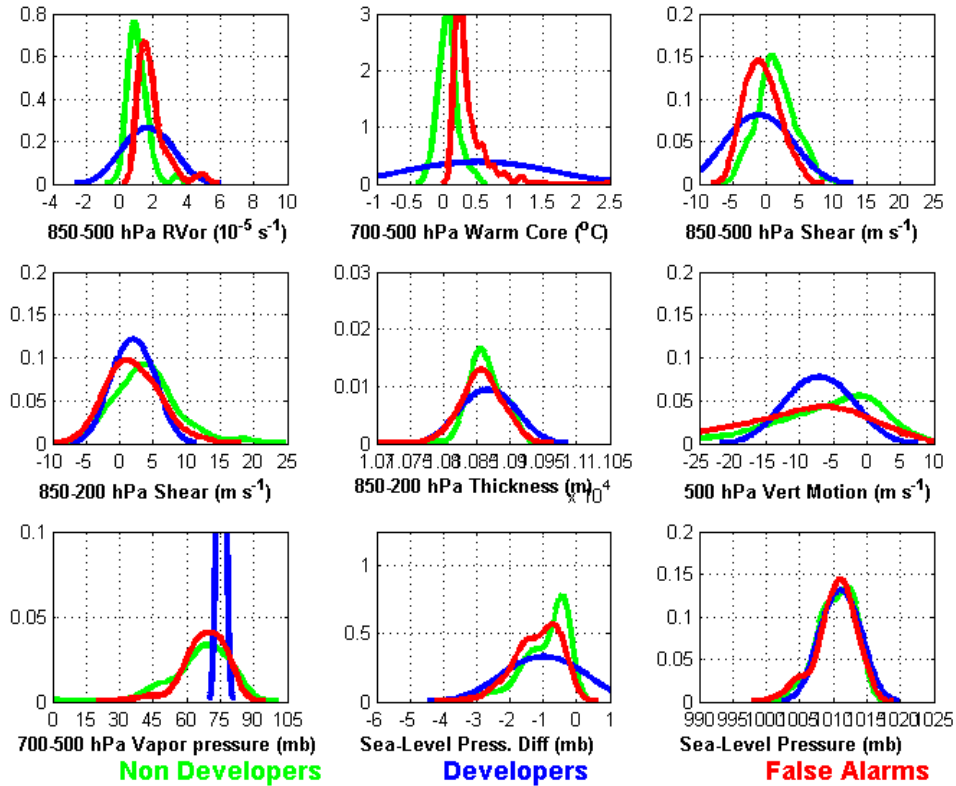 0.8 0.6 0.4 0.2 0
-4 -2 0 2 4 6 8 10
850-500 hPa RVor (10⁻⁵ s⁻¹)
3 2 1 0
-1 -0.5 0 0.5 1 1.5 2 2.5
700-500 hPa Warm Core (ºC)
0.2 0.15 0.1 0.05 0
-10 -5 0 5 10 15 20 25
850-500 hPa Shear (m s⁻¹)
0.2 0.15 0.1 0.05 0
-10 -5 0 5 10 15 20 25
850-200 hPa Shear (m s⁻¹)
0.03 0.02 0.01 0
1.07 1.075 1.08 1.085 1.09 1.095 1.1 1.105
850-200 hPa Thickness (m)
x 10⁴
0.2 0.15 0.1 0.05 0
-25 -20 -15 -10 -5 0 5 10
500 hPa Vert Motion (m s⁻¹)
0.1 0.05 0
0 15 30 45 60 75 90 105
700-500 hPa Vapor pressure (mb)
1 0.5 0
-6 -5 -4 -3 -2 -1 0 1
Sea-Level Press. Diff (mb)
0.2 0.15 0.1 0.05 0
990 995 1000 1005 1010 1015 1020 1025
Sea-Level Pressure (mb)
Non Developers Developers False Alarms